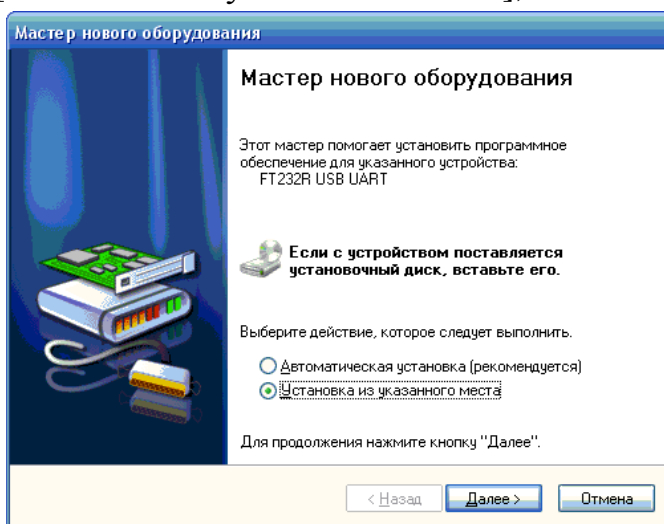 Мастер нового оборудования
Мастер нового оборудования
Этот мастер помогает установить программное
обеспечение для указанного устройства:
FT232R USB UART
Если с устройством поставляется
установочный диск, вставьте его.
Выберите действие, которое следует выполнить.
Автоматическая установка (рекомендуется)
Установка из указанного места
Для продолжения нажмите кнопку "Далее".
< Назад Далее > Отмена